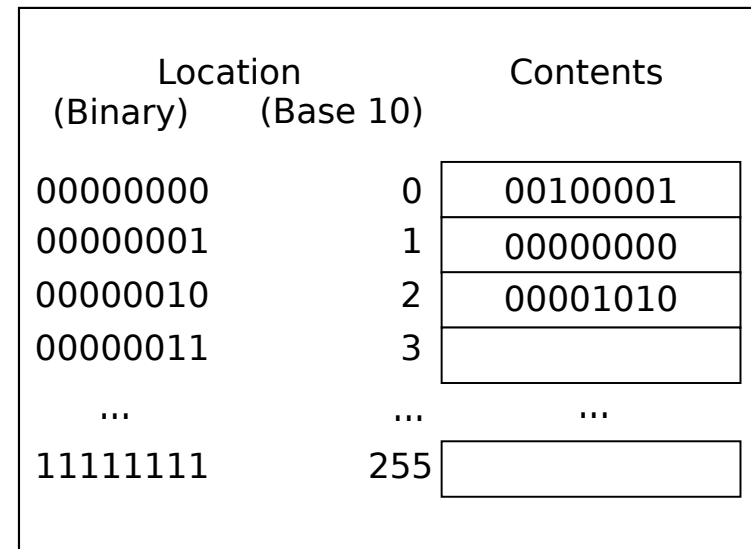 Location Contents
(Binary) (Base 10)
00000000 0 00100001
00000001 1 00000000
00000010 2 00001010
00000011 3
... ... ...
11111111 255